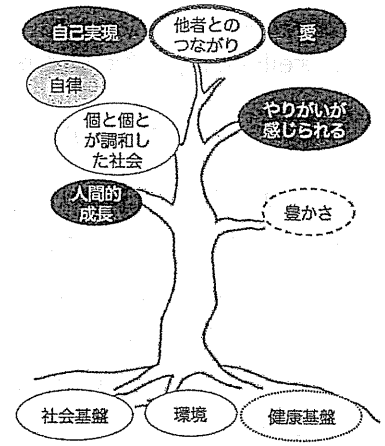 自己実現
他者との
つながり
愛
自律
個と個と
が調和し
た社会
やりがいが
感じられる
人間的
成長
豊かさ
社会基盤
環境
健康基盤